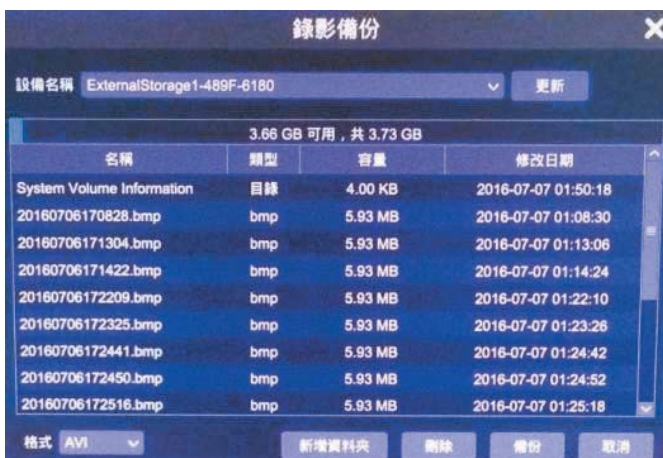 錄影備份
設備名稱 ExternalStorage1-489F-6180 更新
3.66 GB 可用，共 3.73 GB
名稱 類型 容量 修改日期
System Volume Information 目錄 4.00 KB 2016-07-07 01:50:18
20160706170828.bmp bmp 5.93 MB 2016-07-07 01:08:30
20160706171304.bmp bmp 5.93 MB 2016-07-07 01:13:06
20160706171422.bmp bmp 5.93 MB 2016-07-07 01:14:24
20160706172209.bmp bmp 5.93 MB 2016-07-07 01:22:10
20160706172325.bmp bmp 5.93 MB 2016-07-07 01:23:26
20160706172441.bmp bmp 5.93 MB 2016-07-07 01:24:42
20160706172450.bmp bmp 5.93 MB 2016-07-07 01:24:52
20160706172516.bmp bmp 5.93 MB 2016-07-07 01:25:18
格式 AVI 新增資料夾 刪除 備份 取消